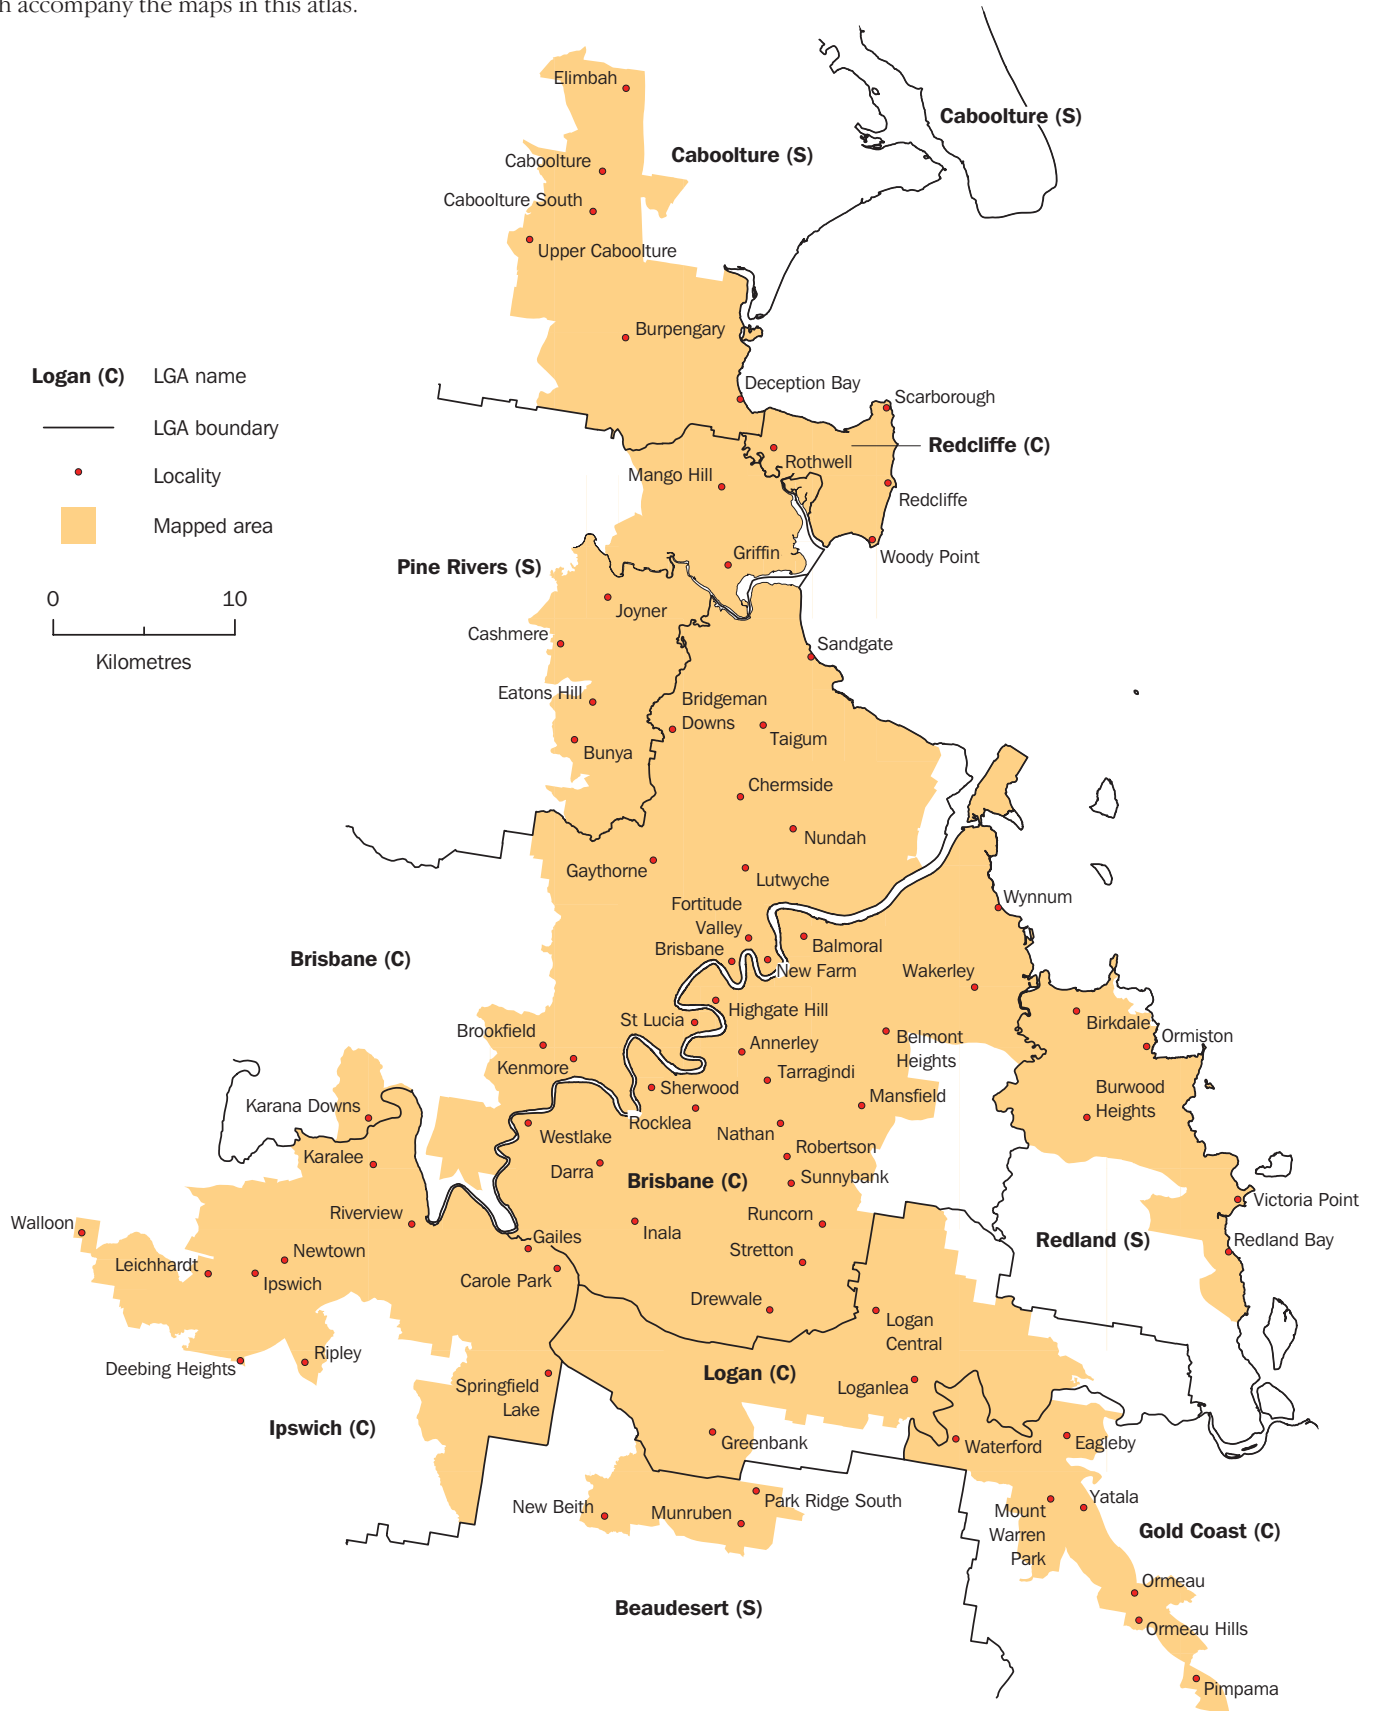 h accompany the maps in this atlas.
Elimbah
Caboolture (S)
Caboolture (S)
Caboolture
Caboolture South
Upper Caboolture
Burpengary
Logan (C) LGA name
Deception Bay
Scarborough
LGA boundary
Redcliffe (C)
Rothwell
Locality
Mango Hill
Redcliffe
Mapped area
Griffin
Woody Point
Pine Rivers (S)
0 10
Joyner
Cashmere
Sandgate
Kilometres
Eatons Hill
Bridgeman
Downs
Taigum
Bunya
Chermside
Nundah
Gaythorne
Lutwyche
Wynnum
Fortitude
Valley
Balmoral
Brisbane
Brisbane (C)
New Farm
Wakerley
Highgate Hill
St Lucia
Birkdale
Brookfield
Belmont
Heights
Ormiston
Annerley
Kenmore
Tarragindi
Sherwood
Burwood
Heights
Mansfield
Karana Downs
Rocklea
Westlake
Nathan
Robertson
Karalee
Darra
Sunnybank
Brisbane (C)
Victoria Point
Riverview
Runcorn
Walloon
Inala
Gailes
Redland (S)
Redland Bay
Newtown
Stretton
Leichhardt
Ipswich
Carole Park
Drewvale
Logan
Central
Ripley
Deebing Heights
Logan (C)
Springfield
Lake
Loganlea
Ipswich (C)
Greenbank
Waterford
Eagleby
Yatala
Park Ridge South
New Beith
Munruben
Mount
Warren
Park
Gold Coast (C)
Ormeau
Beaudesert (S)
Ormeau Hills
Pimpama